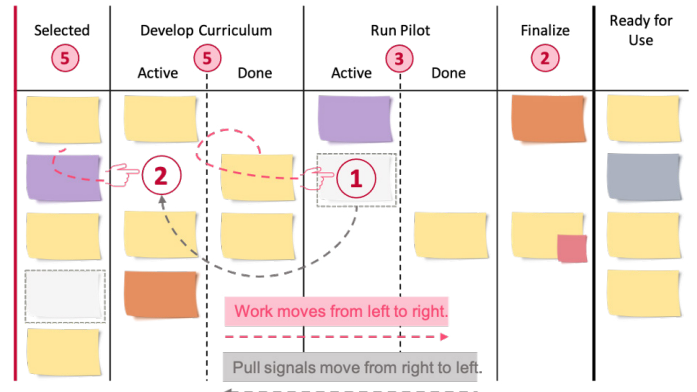 Selected
Develop Curriculum
Run Pilot
Finalize
Ready for
Use
5
5
3
2
Active
Done
Active
Done
2
1
Work moves from left to right.
Pull signals move from right to left.